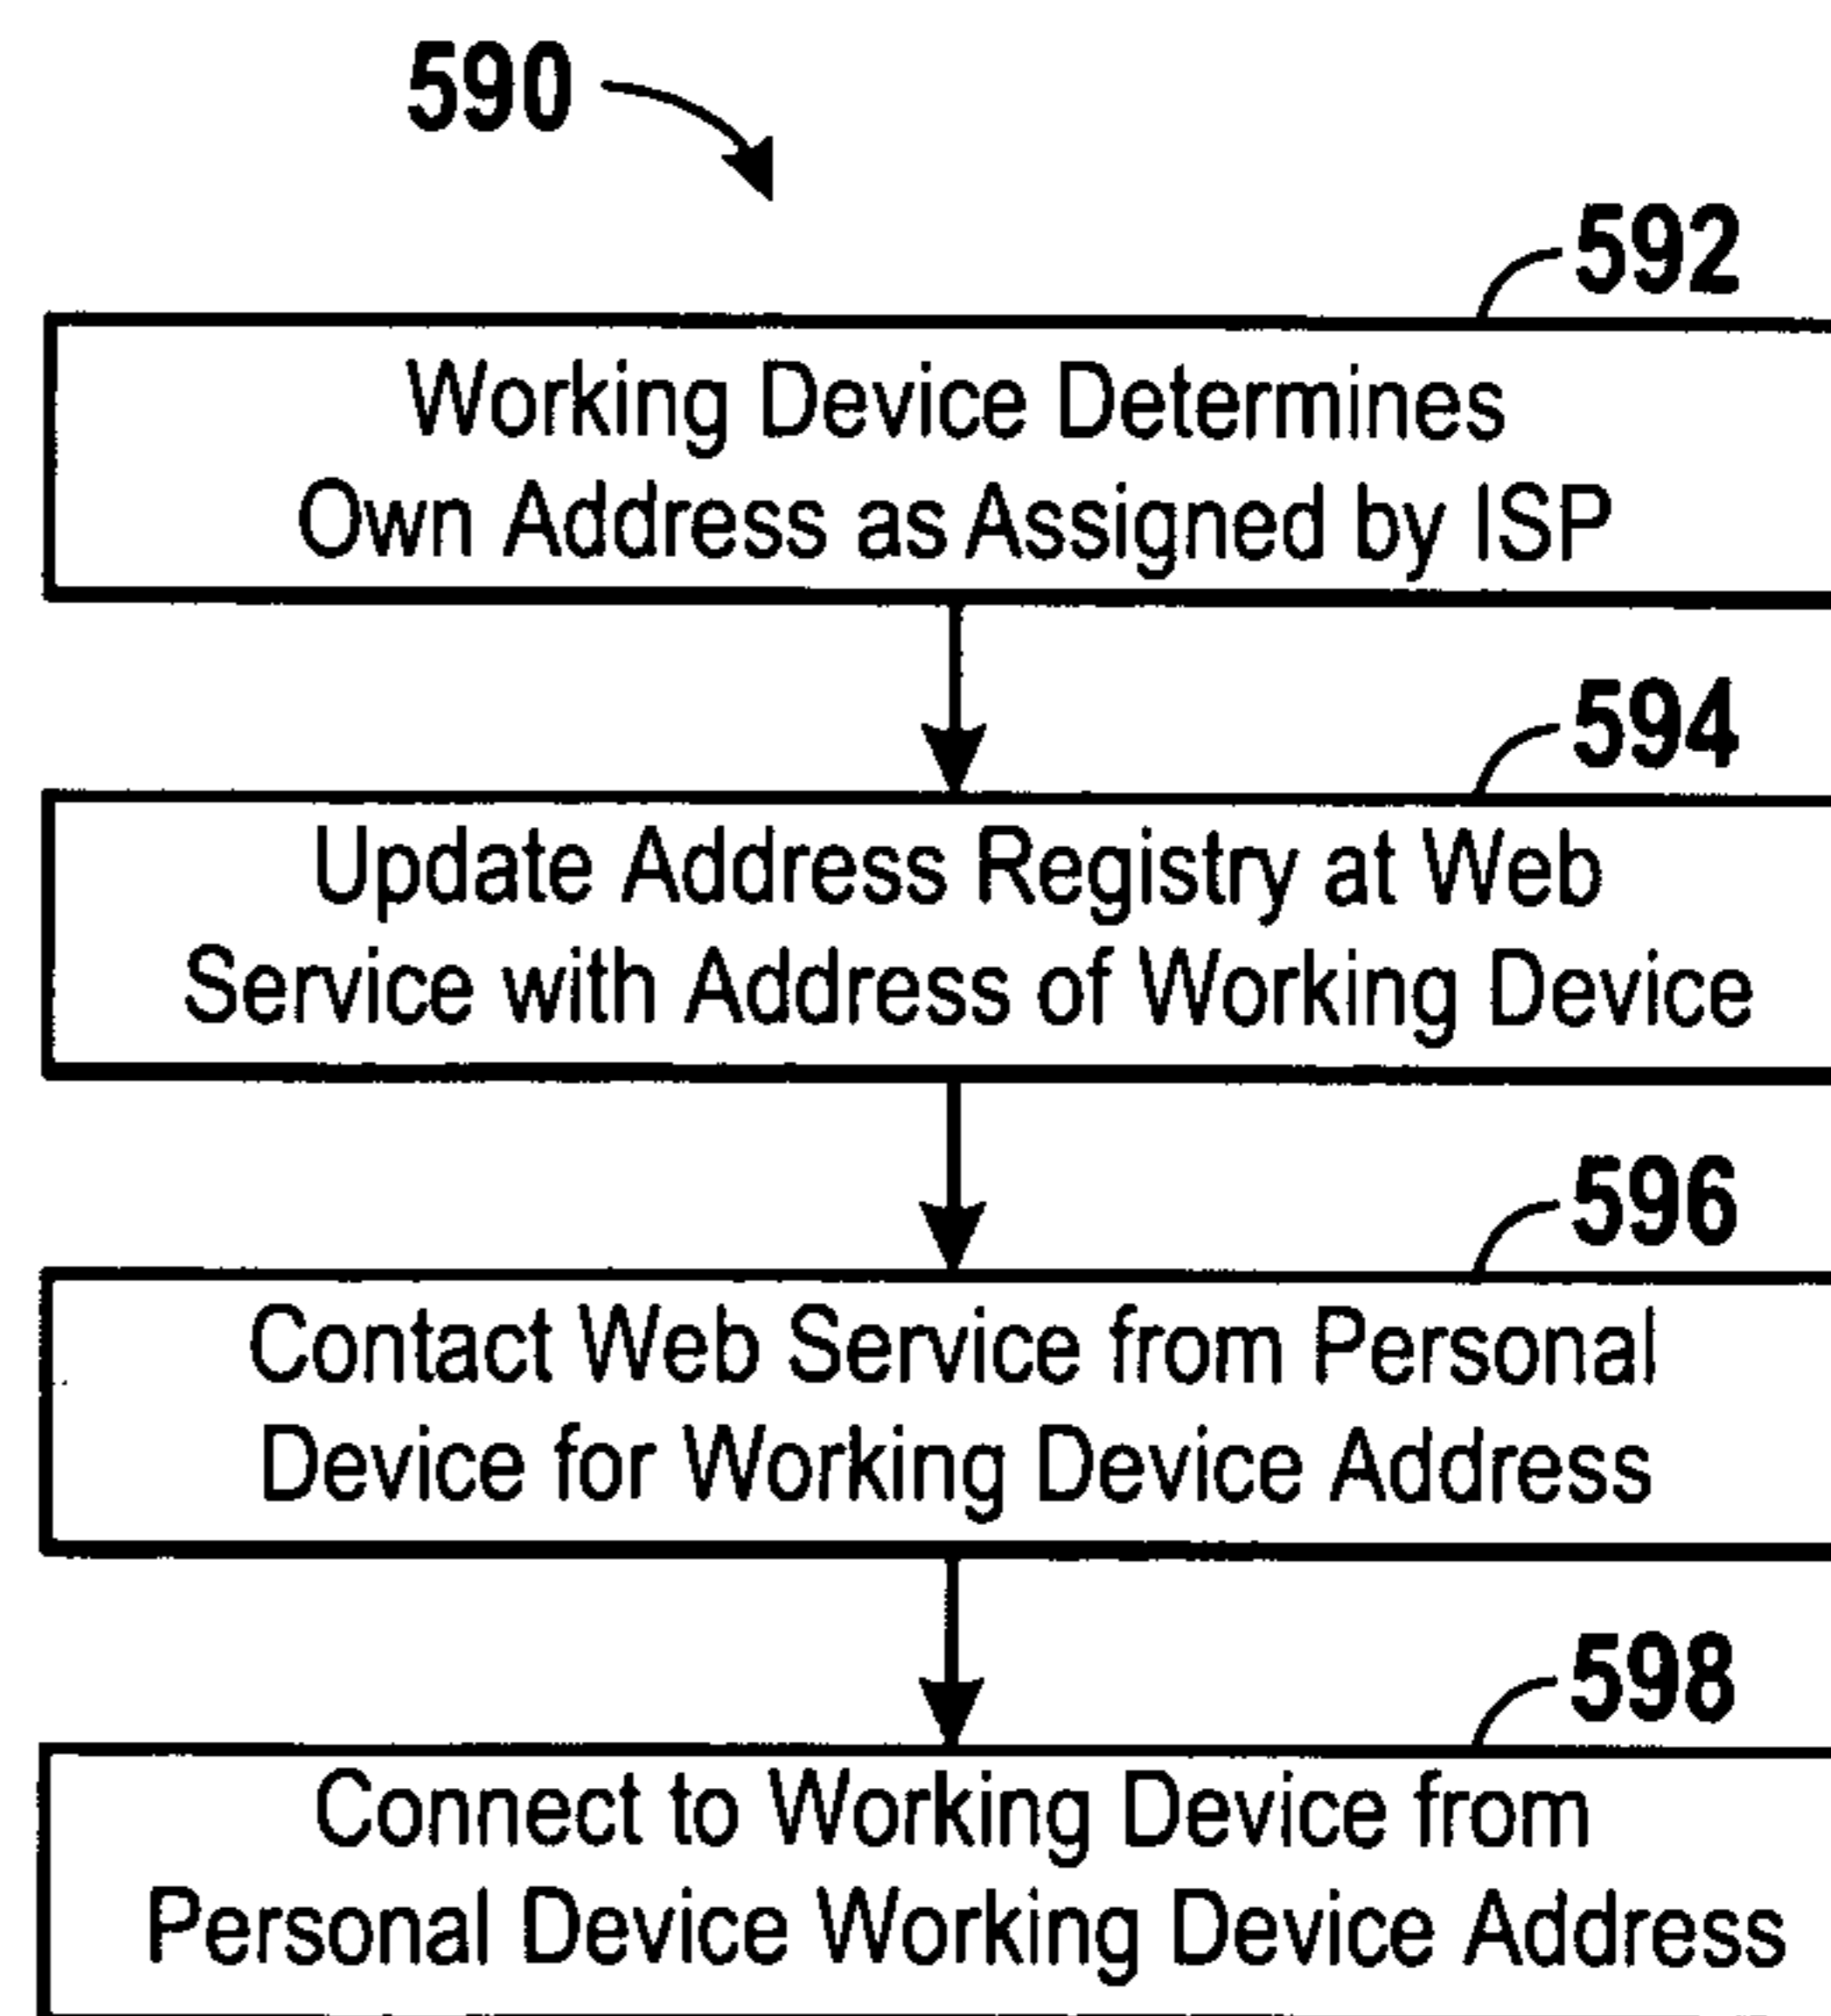 590
592
Working Device Determines
Own Address as Assigned by ISP
594
Update Address Registry at Web
Service with Address of Working Device
596
Contact Web Service from Personal
Device for Working Device Address
598
Connect to Working Device from
Personal Device Working Device Address